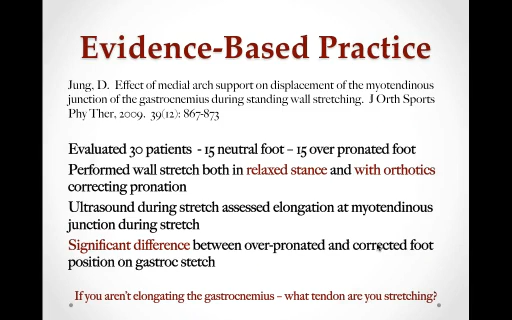 Evidence-Based Practice
Jung, D. Effect of medial arch support on displacement of the myotendinous
junction of the gastrocnemius during standing wall stretching. J Orth Sports
Phy Ther, 2009. 39(12): 867-873
Evaluated 30 patients - 15 neutral foot – 15 over pronated foot
Performed wall stretch both in relaxed stance and with orthotics
correcting pronation
Ultrasound during stretch assessed elongation at myotendinous
junction during stretch
Significant difference between over-pronated and corrected foot
position on gastroc stetch
If you aren't elongating the gastrocnemius – what tendon are you stretching?